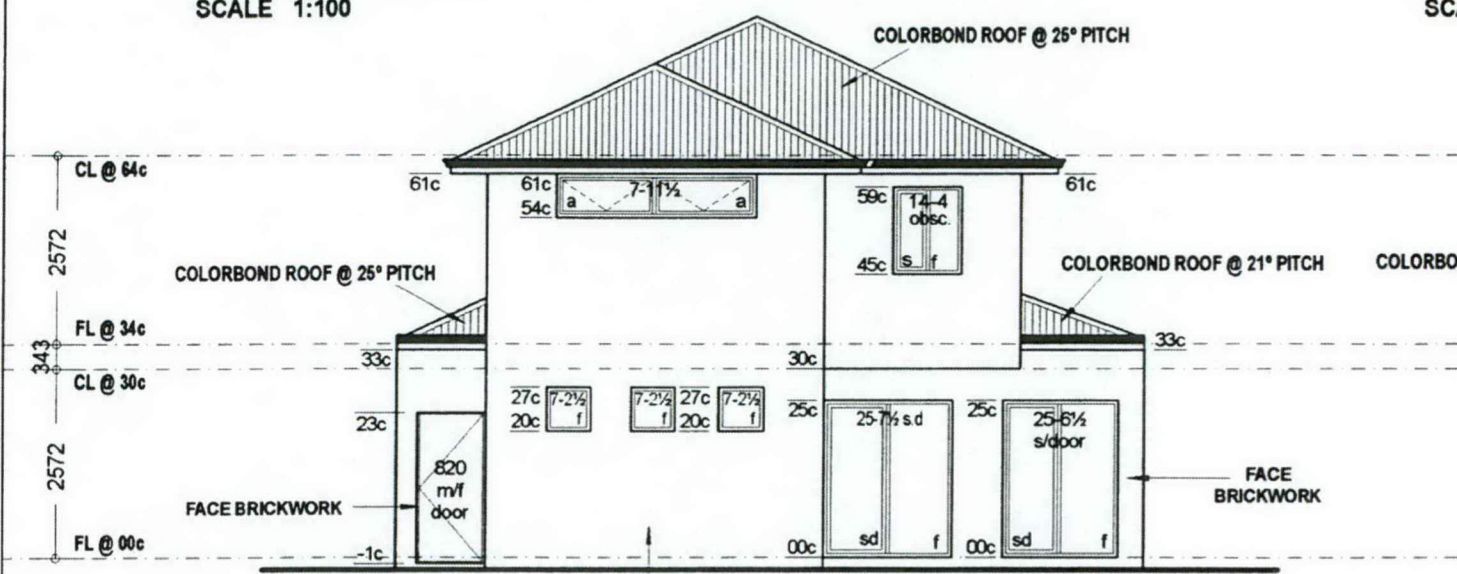 SCALE 1:100
SC
COLORBOND ROOF @ 25° PITCH
CL @ 64c
61c
61c
54c
7-11½
a
a
59c
14-4
obsc.
61c
2572
45c
s
f
COLORBOND ROOF @ 25° PITCH
COLORBOND ROOF @ 21° PITCH
COLORBO
FL @ 34c
343
33c
30c
33c
CL @ 30c
27c
20c
7-2½
f
7-2½
f
27c
20c
7-2½
f
25c
25-7½ s.d
25c
25-6½
s/door
23c
2572
820
m/f
door
FACE BRICKWORK
FACE
BRICKWORK
FL @ 00c
-1c
00c
sd
f
00c
sd
f